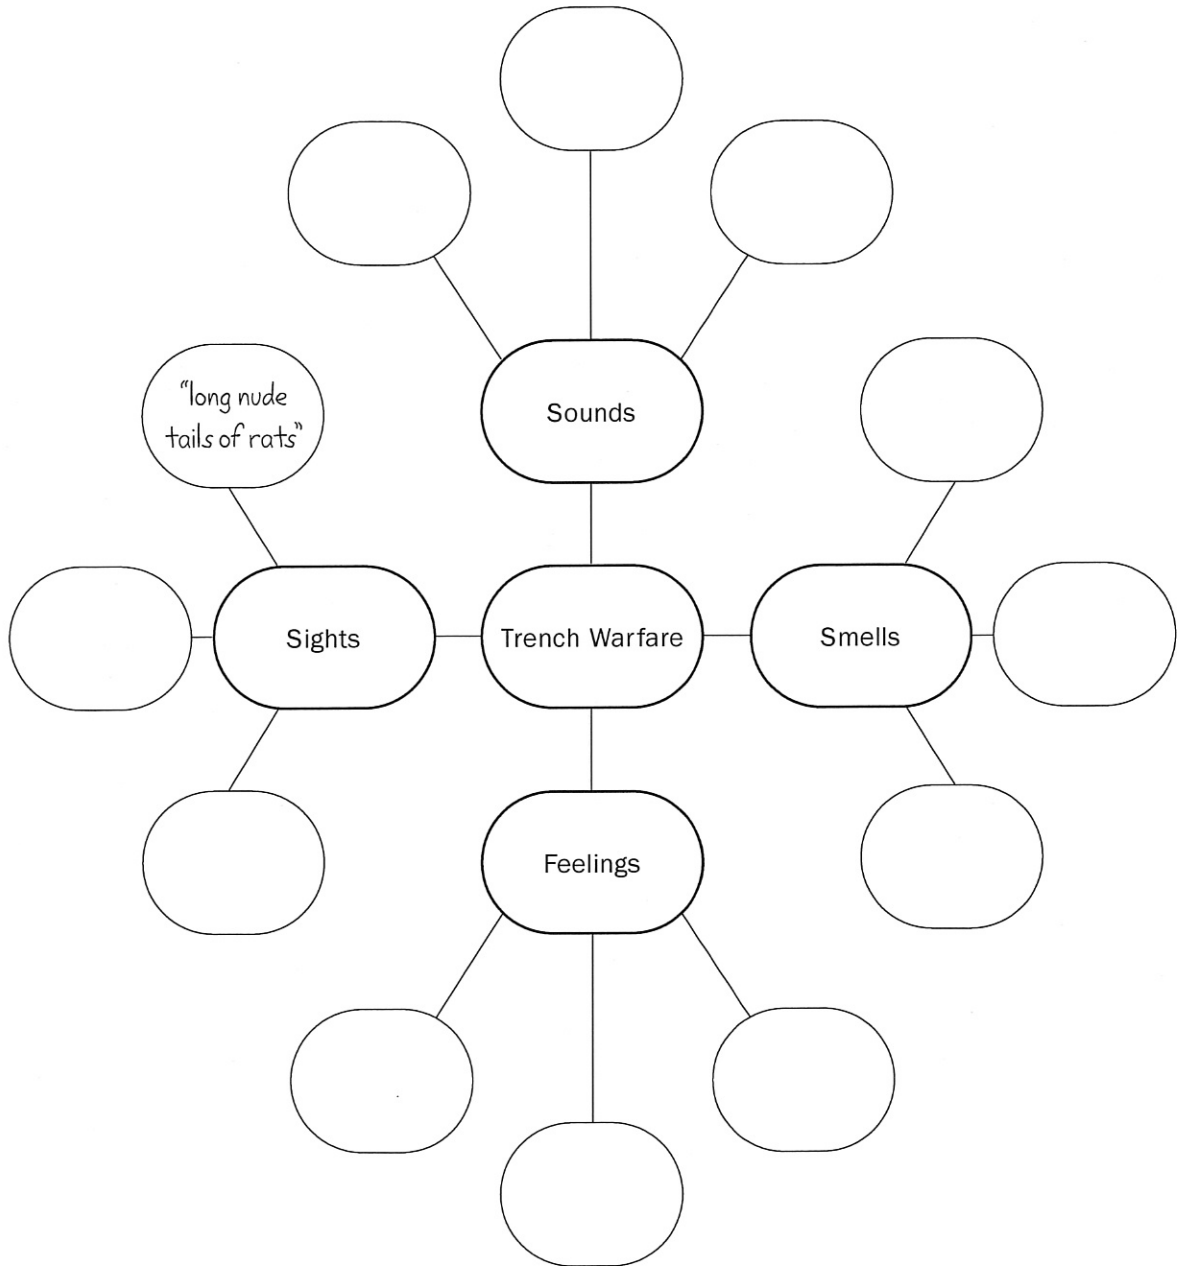 Sounds
"long nude
tails of rats"
Sights
Trench Warfare
Smells
Feelings